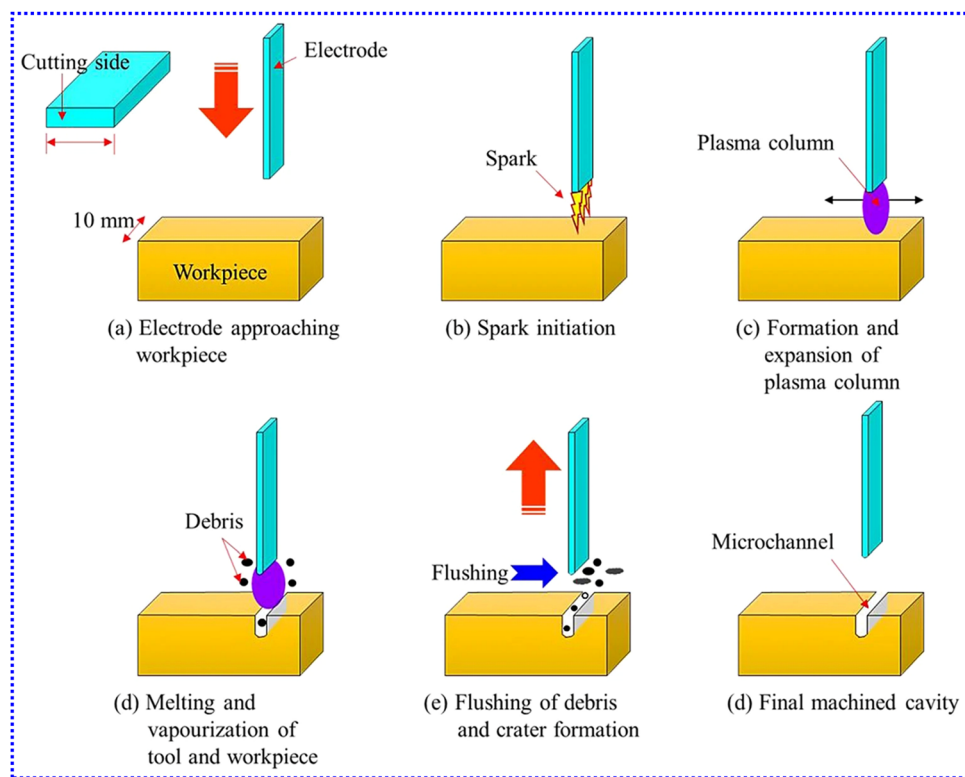 Cutting side
Electrode
10 mm
Workpiece
(a) Electrode approaching
workpiece
Spark
(b) Spark initiation
Plasma column
(c) Formation and
expansion of
plasma column
Debris
(d) Melting and
vapourization of
tool and workpiece
Flushing
(e) Flushing of debris
and crater formation
Microchannel
(d) Final machined cavity